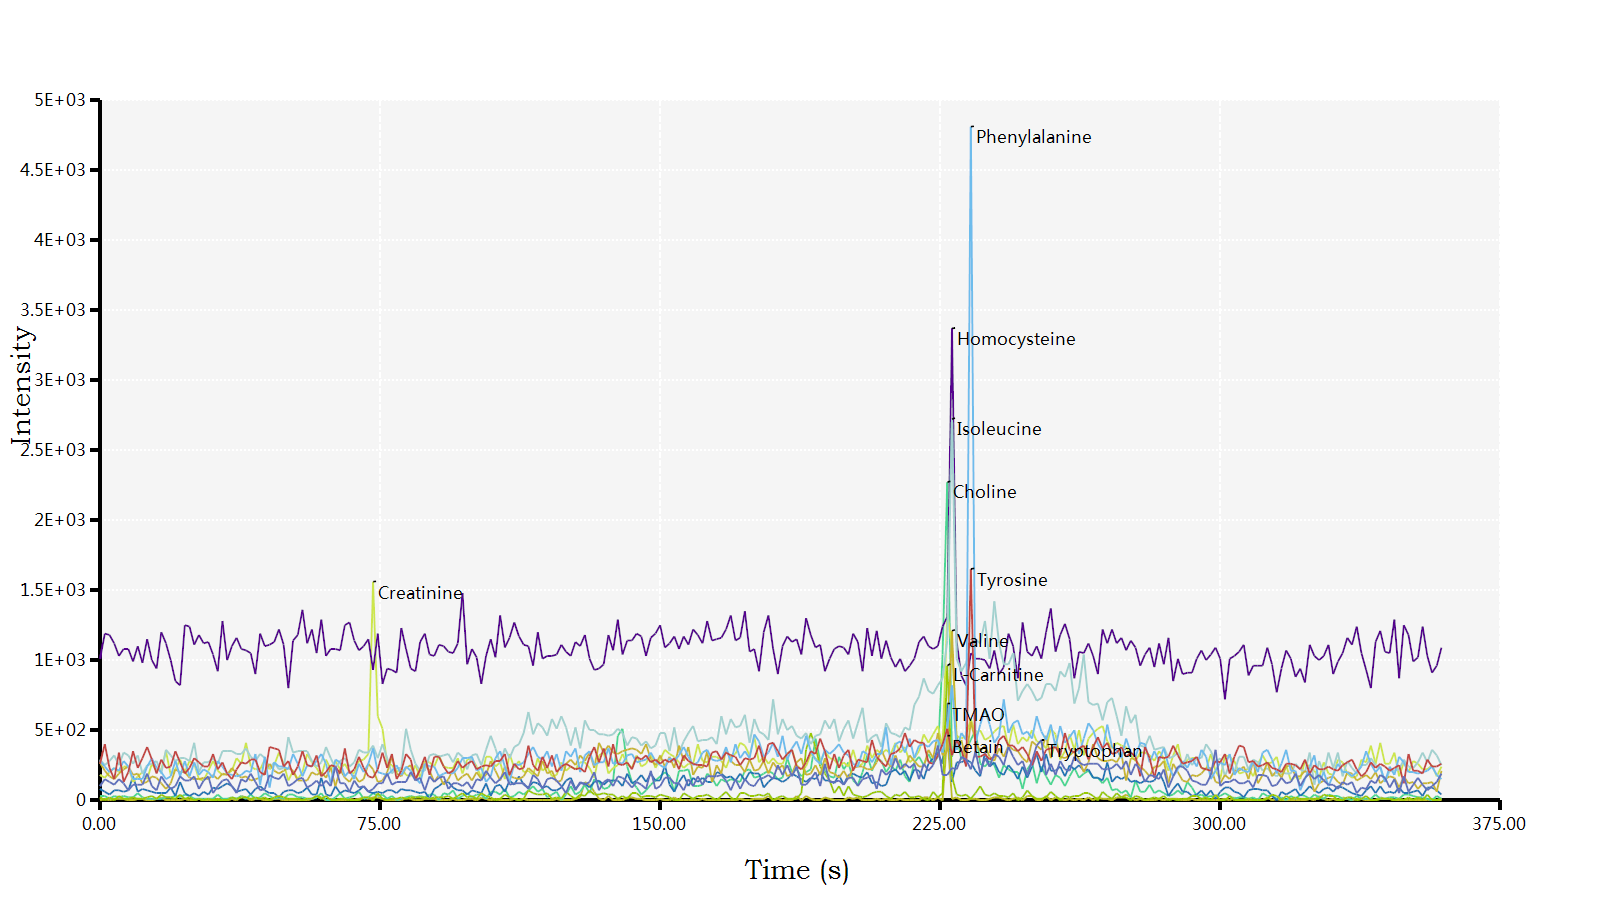 5E+03
4.5E+03
4E+03
3.5E+03
3E+03
2.5E+03
2E+03
1.5E+03
1E+03
5E+02
0
Intensity
Phenylalanine
Homocysteine
Isoleucine
Choline
Tyrosine
Creatinine
Valine
L-Carnitine
TMAO
Betain
Tryptophan
0.00
75.00
150.00
225.00
300.00
375.00
Time (s)